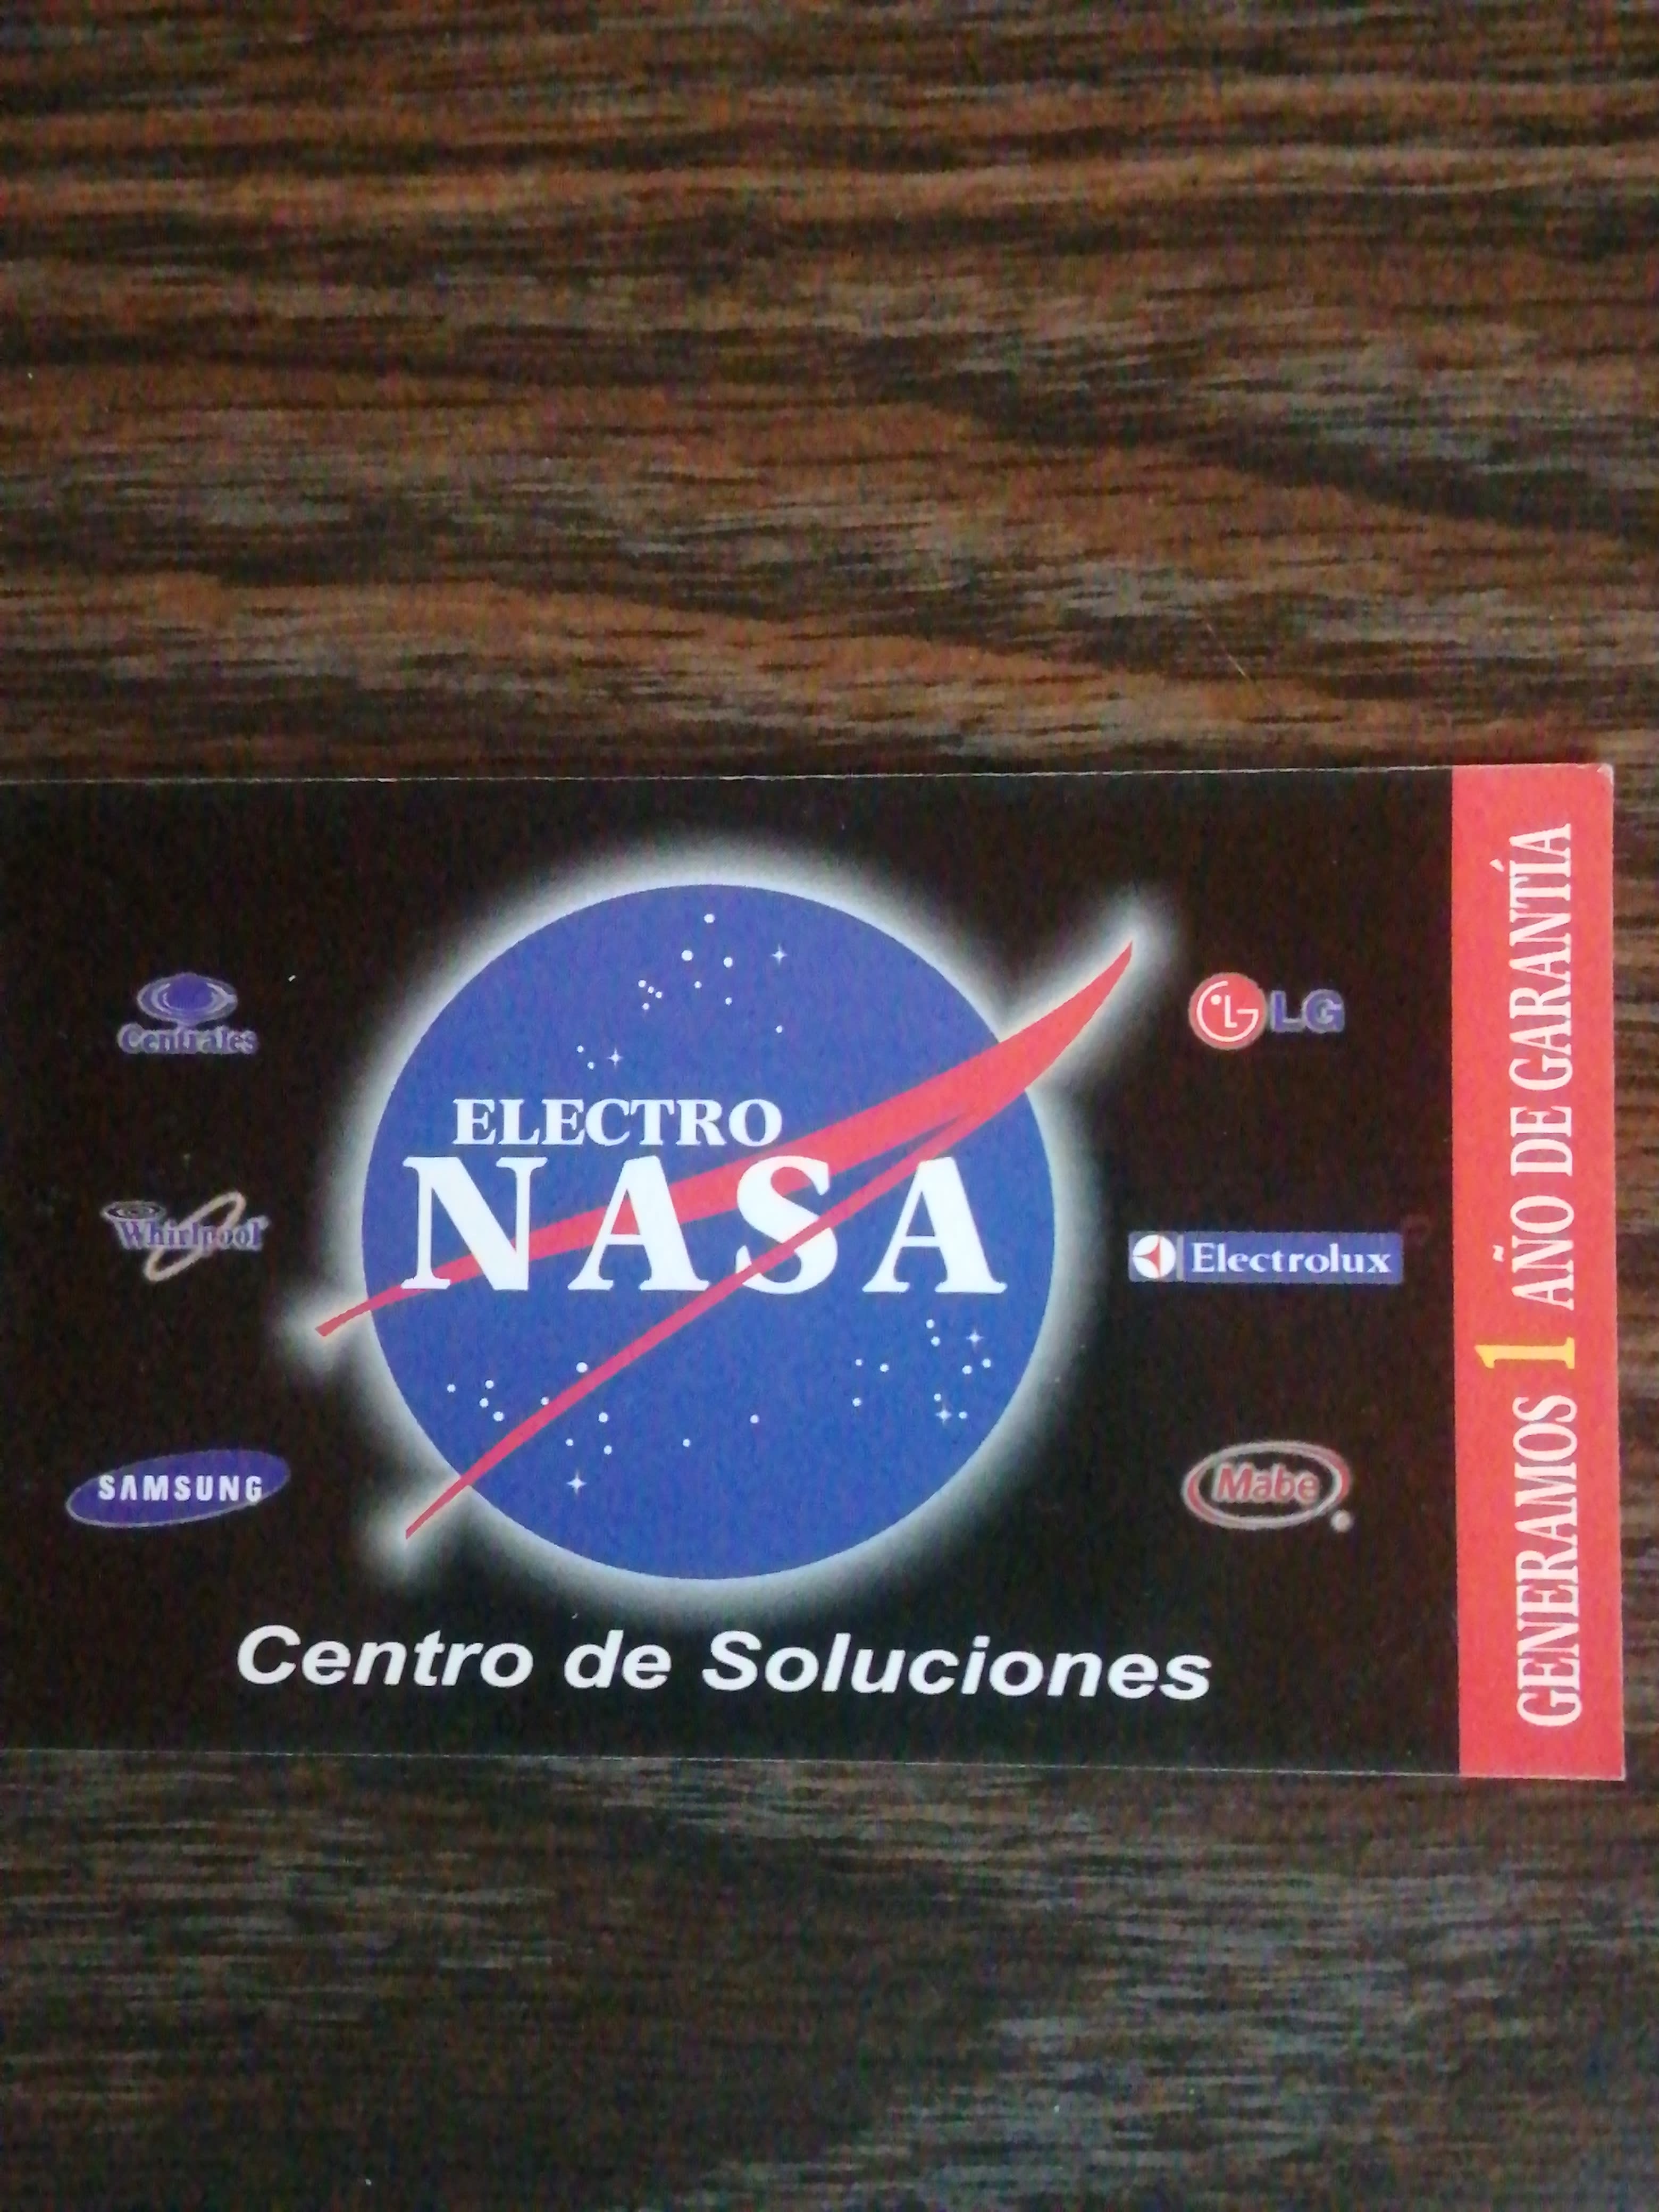 Centrales
Whirlpool
SAMSUNG
ELECTRO
NASA
LG
Electrolux
Mabe
Centro de Soluciones
GENERAMOS 1 AÑO DE GARANTÍA